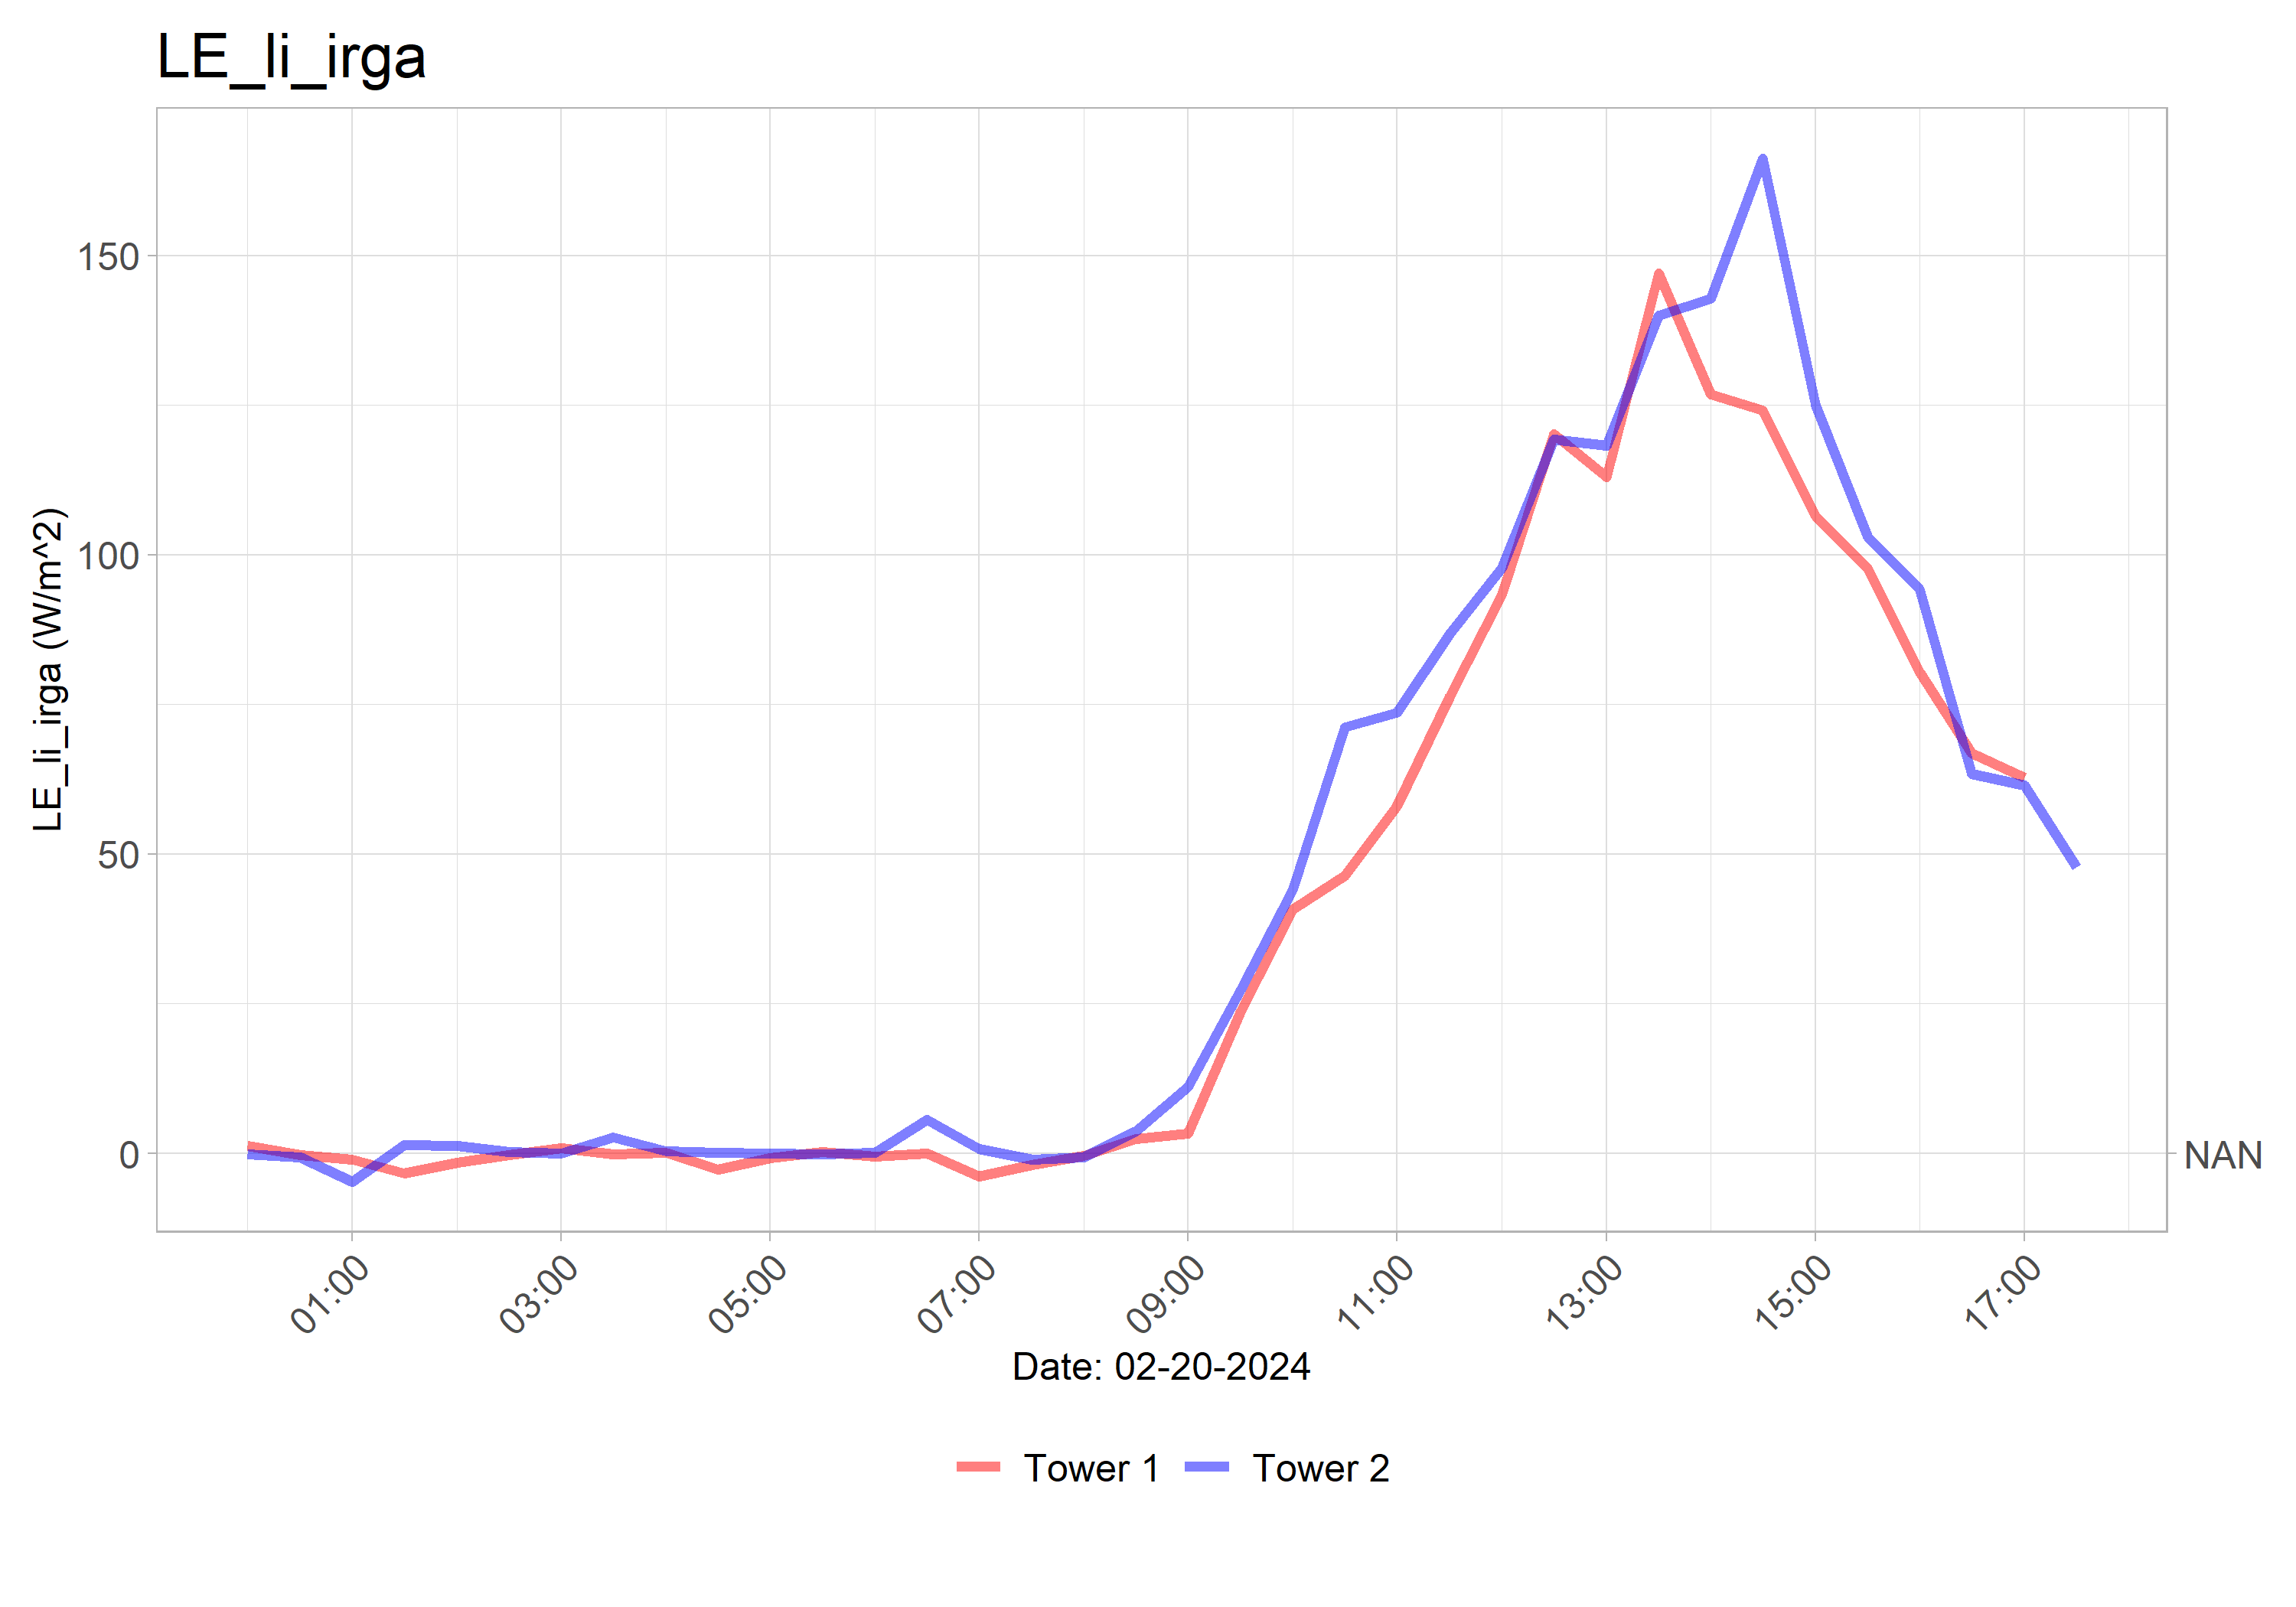 LE_li_irga
LE_li_irga (W/m^2)
150
100
50
0
NAN
01:00 03:00 05:00 07:00 09:00 11:00 13:00 15:00 17:00
Date: 02-20-2024
Tower 1 Tower 2